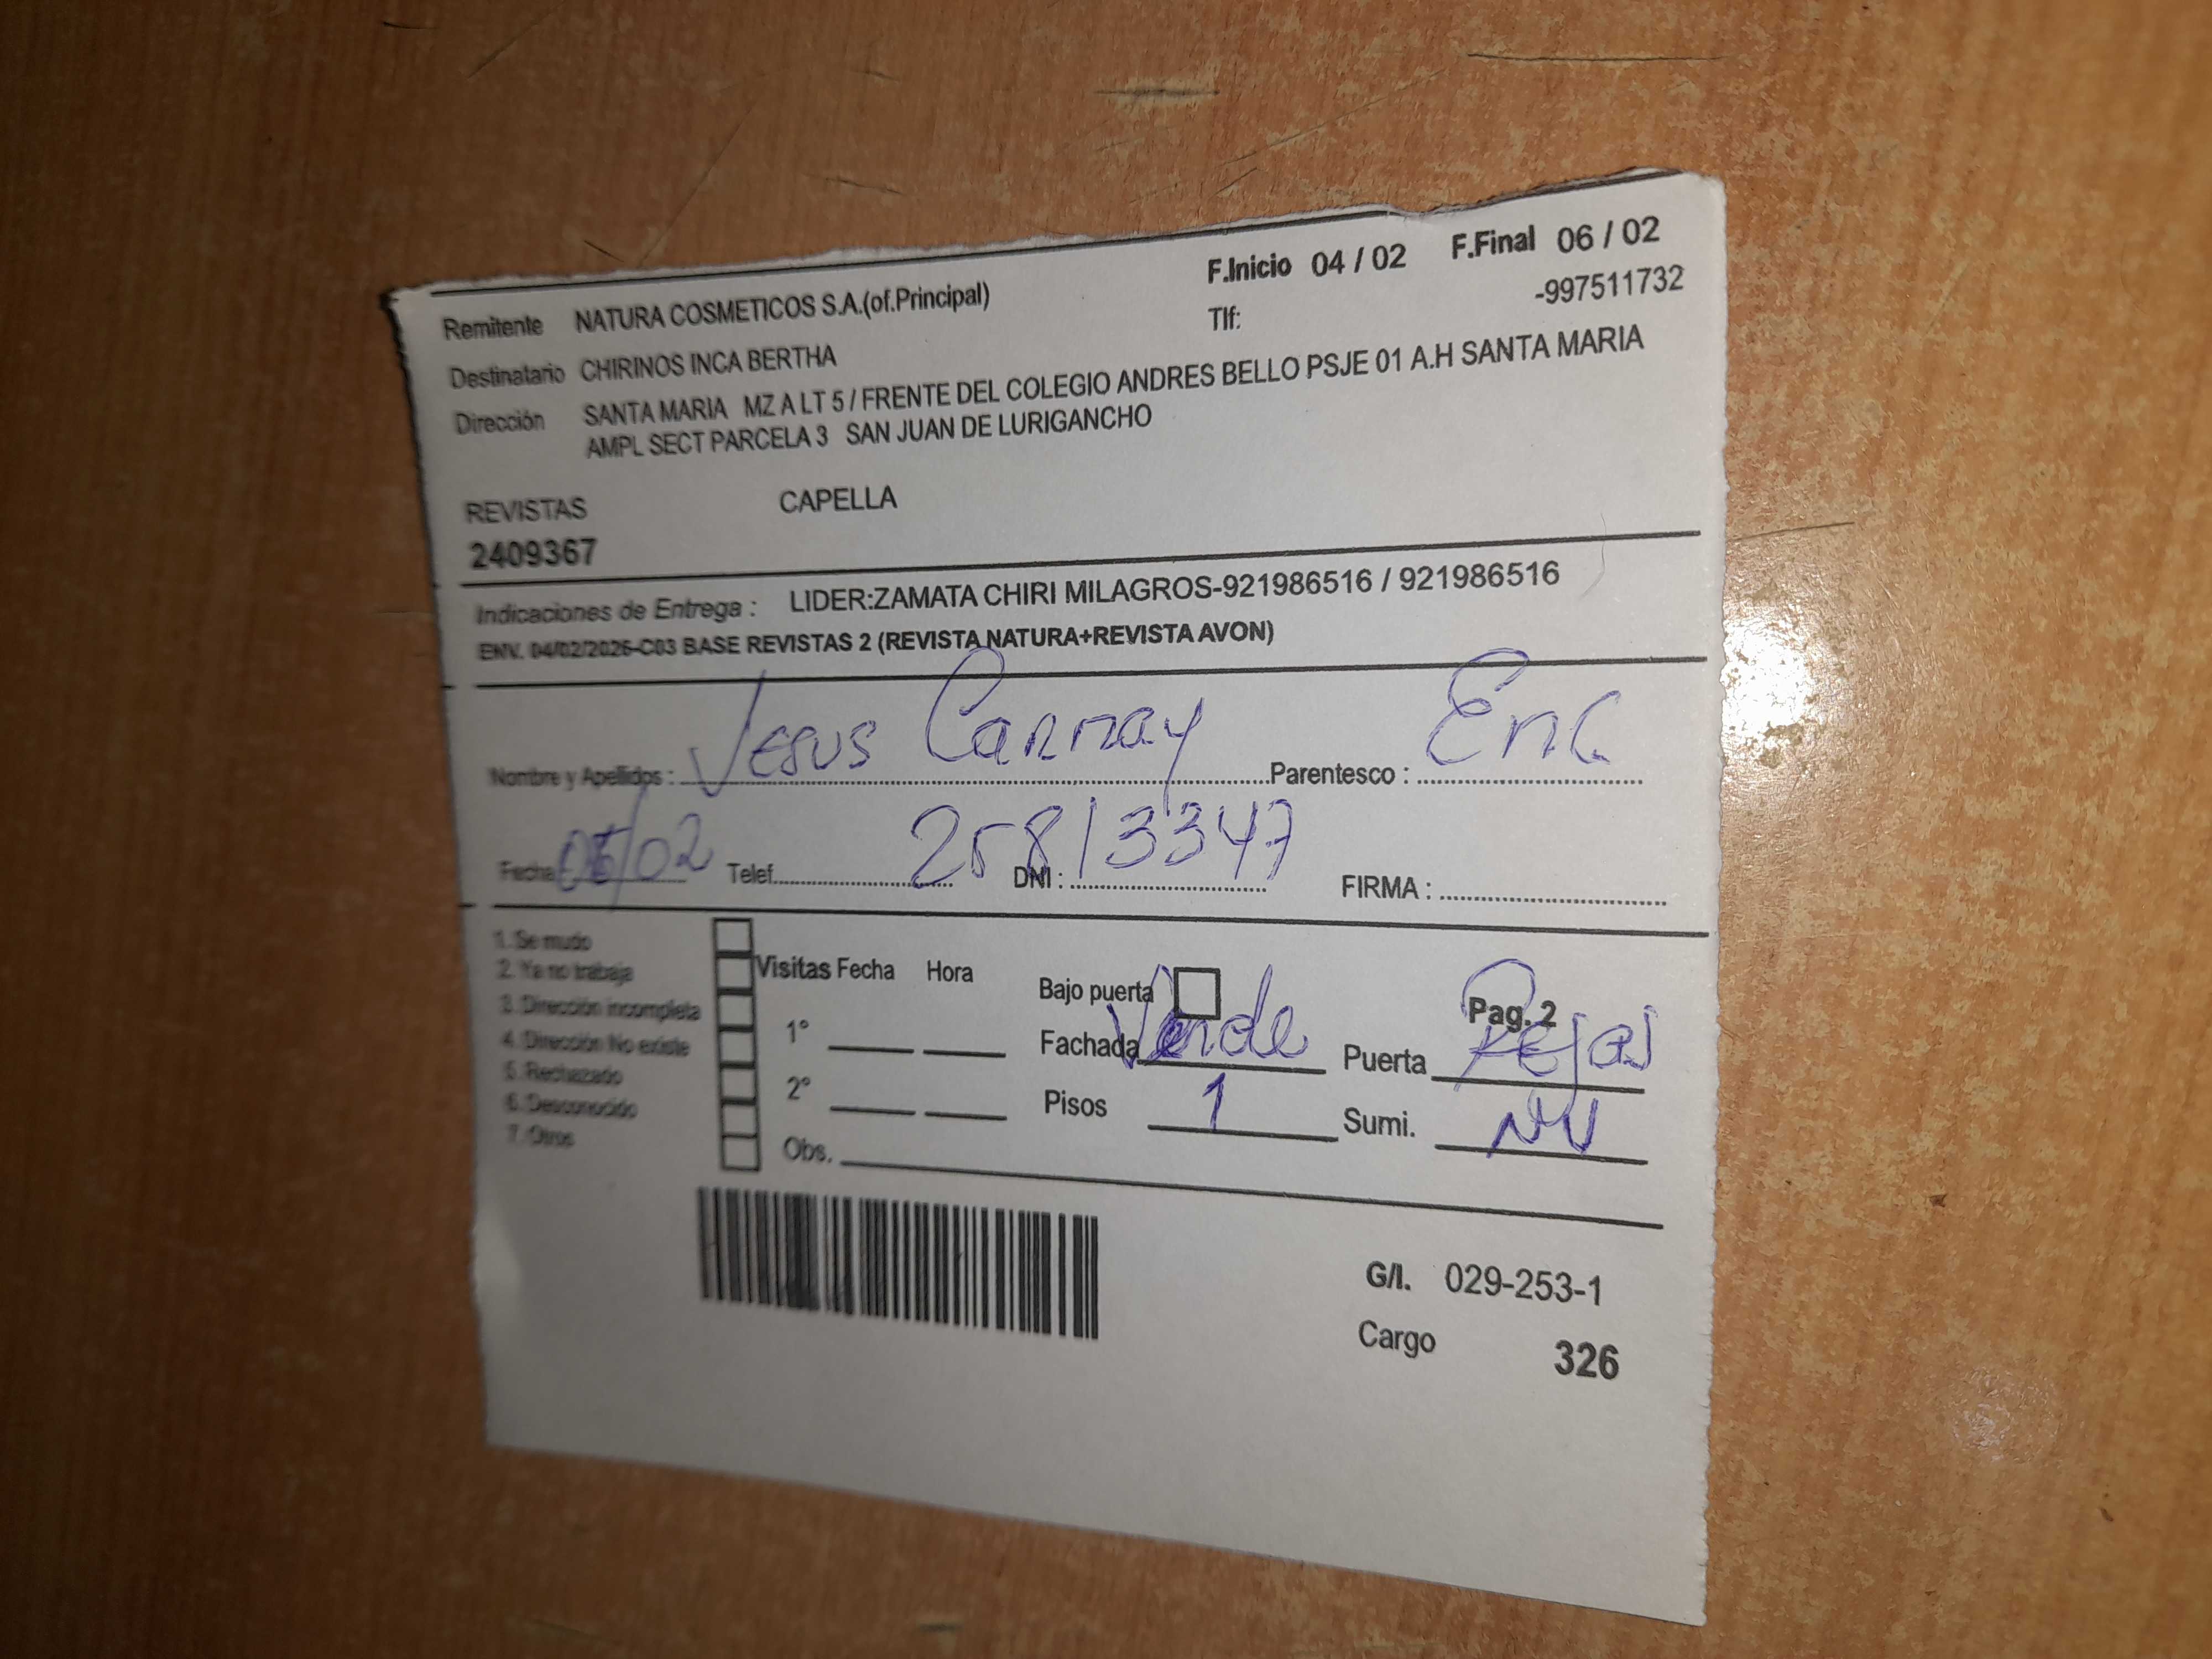 F.Inicio 04 / 02 F.Final 06 / 02
Remitente NATURA COSMETICOS S.A.(of.Principal) Tlf: -997511732
Destinatario CHIRINOS INCA BERTHA
Dirección SANTA MARIA MZ A LT 5 / FRENTE DEL COLEGIO ANDRES BELLO PSJE 01 A.H SANTA MARIA
AMPL SECT PARCELA 3 SAN JUAN DE LURIGANCHO
REVISTAS CAPELLA
2409367
Indicaciones de Entrega : LIDER:ZAMATA CHIRI MILAGROS-921986516 / 921986516
ENV. 04/02/2026-C03 BASE REVISTAS 2 (REVISTA NATURA+REVISTA AVON)
Nombre y Apellidos : Jesus Parentesco : Enc
Fecha 05/02 Telef. DNI : 25813347 FIRMA :
1. Se mudo
2. Ya no trabaja
3. Dirección incompleta
4. Dirección No existe
5. Rechazado
6. Desconocido
7. Otros
Visitas Fecha Hora
1°
2°
Obs.
Bajo puerta Pag. 2
Fachada Verde Puerta Rejas
Pisos 1 Sumi. NV
G/I. 029-253-1
Cargo 326